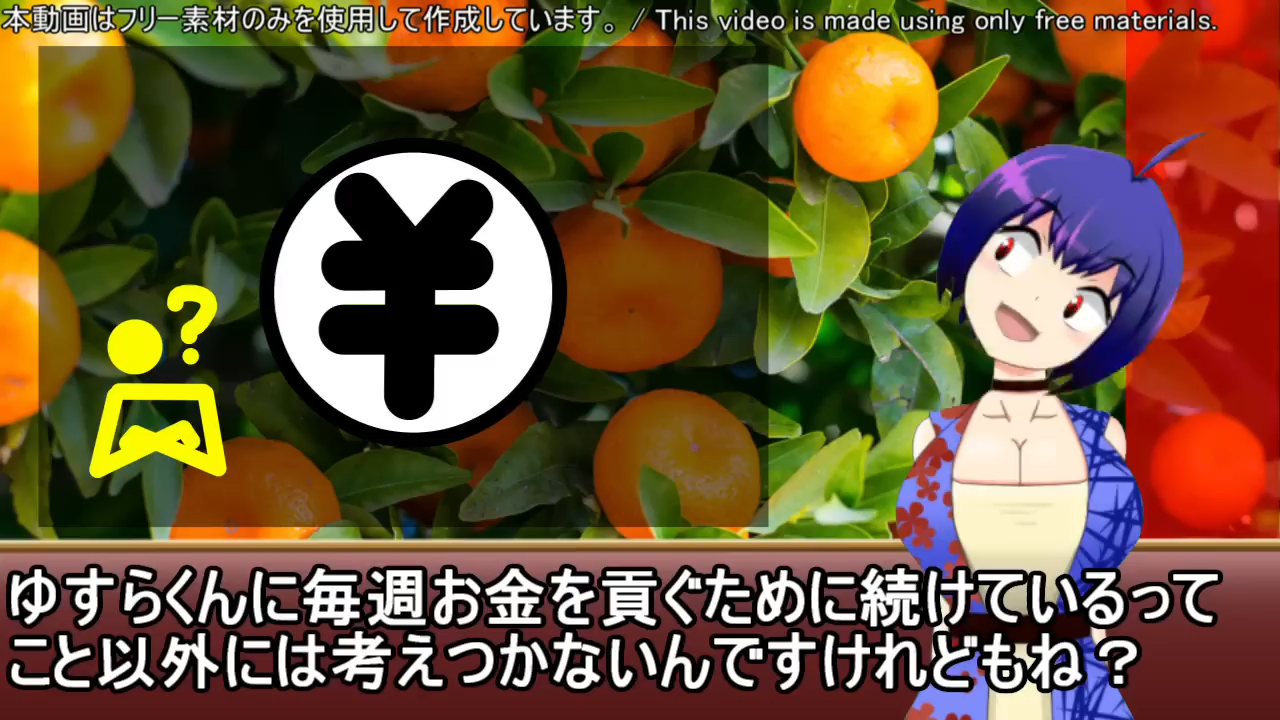 本動画はフリー素材のみを使用して作成しています。/ This video is made using only free materials.
¥
?
ゆすらくんに毎週お金を貢ぐために続けているって
こと以外には考えつかないんですけれどもね？